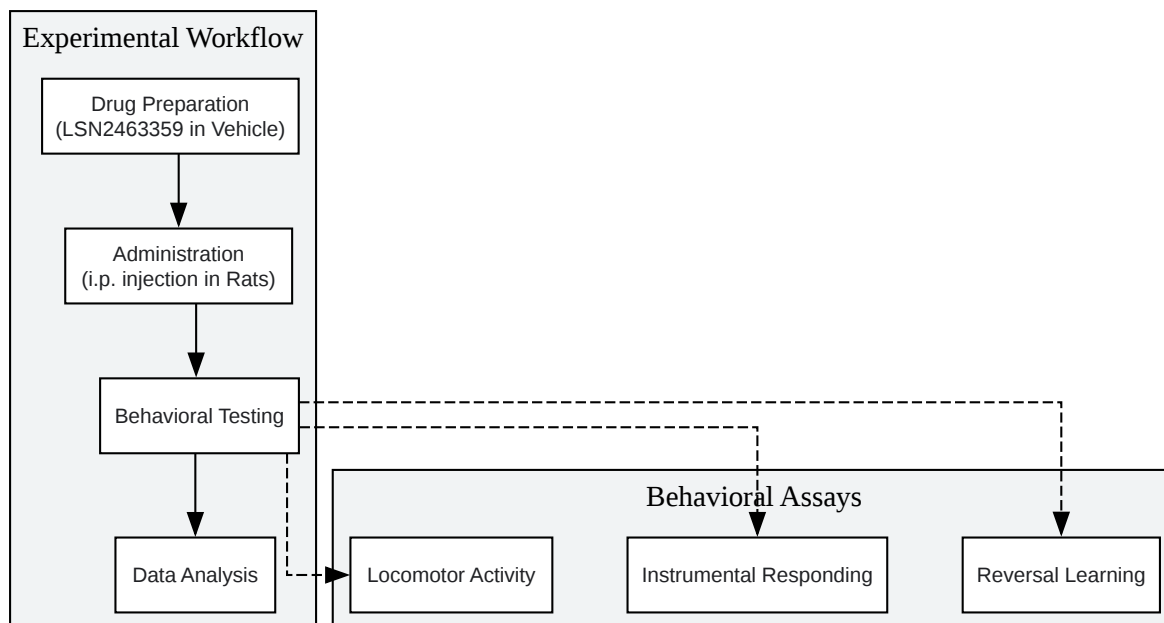 Experimental Workflow
Drug Preparation
(LSN2463359 in Vehicle)
Administration
(i.p. injection in Rats)
Behavioral Testing
Data Analysis
Behavioral Assays
Locomotor Activity
Instrumental Responding
Reversal Learning